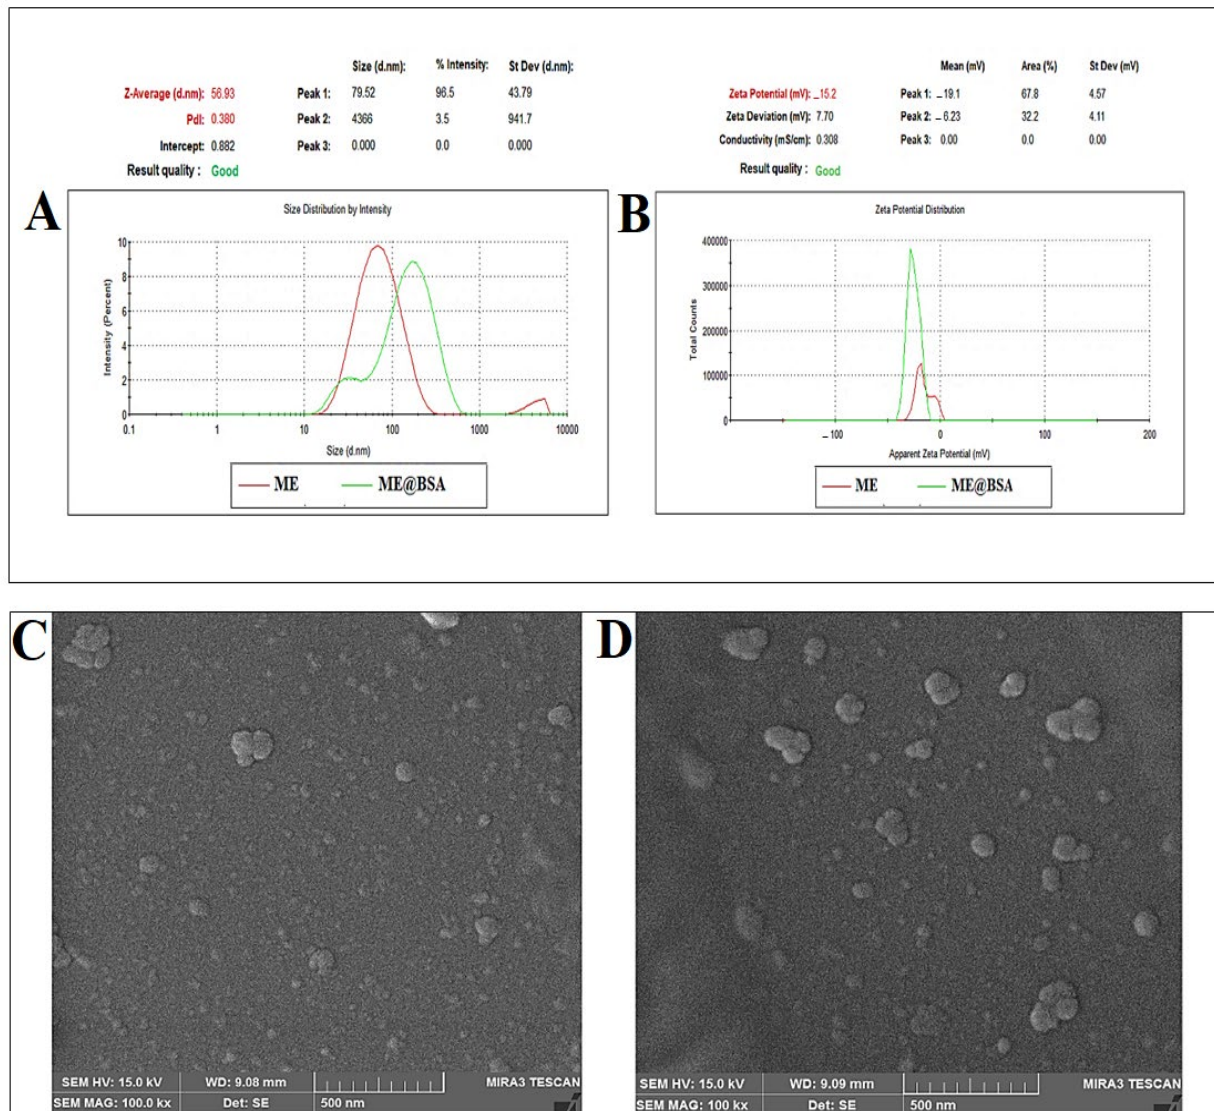 Size (d.nm): % Intensity: St Dev (d.nm):
Z-Average (d.nm): 56.93 Peak 1: 79.52 96.5 43.79
PdI: 0.380 Peak 2: 4366 3.5 941.7
Intercept: 0.882 Peak 3: 0.000 0.0 0.000
Result quality : Good
Mean (mV) Area (%) St Dev (mV)
Zeta Potential (mV): _15.2 Peak 1: _19.1 67.8 4.57
Zeta Deviation (mV): 7.70 Peak 2: _6.23 32.2 4.11
Conductivity (mS/cm): 0.308 Peak 3: 0.00 0.0 0.00
Result quality : Good
A
Size Distribution by Intensity
Intensity (Percent)
10
8
6
4
2
0
0.1 1 10 100 1000 10000
Size (d.nm)
ME ME@BSA
B
Zeta Potential Distribution
Total Counts
400000
300000
200000
100000
0
_ 100 0 100 200
Apparent Zeta Potential (mV)
ME ME@BSA
C
SEM HV: 15.0 kV WD: 9.08 mm MIRA3 TESCAN
SEM MAG: 100.0 kx Det: SE 500 nm
D
SEM HV: 15.0 kV WD: 9.09 mm MIRA3 TESCAN
SEM MAG: 100 kx Det: SE 500 nm